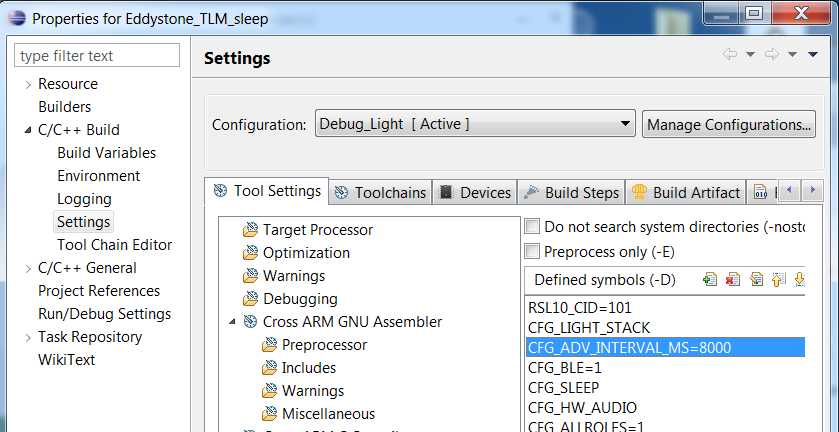 Properties for Eddystone_TLM_sleep
type filter text
Resource
Builders
C/C++ Build
Build Variables
Environment
Logging
Settings
Tool Chain Editor
C/C++ General
Project References
Run/Debug Settings
Task Repository
WikiText
Settings
Configuration:
Debug_Light [ Active ]
Manage Configurations...
Tool Settings
Toolchains
Devices
Build Steps
Build Artifact
Target Processor
Optimization
Warnings
Debugging
Cross ARM GNU Assembler
Preprocessor
Includes
Warnings
Miscellaneous
Do not search system directories (-nostd
Preprocess only (-E)
Defined symbols (-D)
RSL10_CID=101
CFG_LIGHT_STACK
CFG_ADV_INTERVAL_MS=8000
CFG_BLE=1
CFG_SLEEP
CFG_HW_AUDIO
CFG_ALLROLES=1